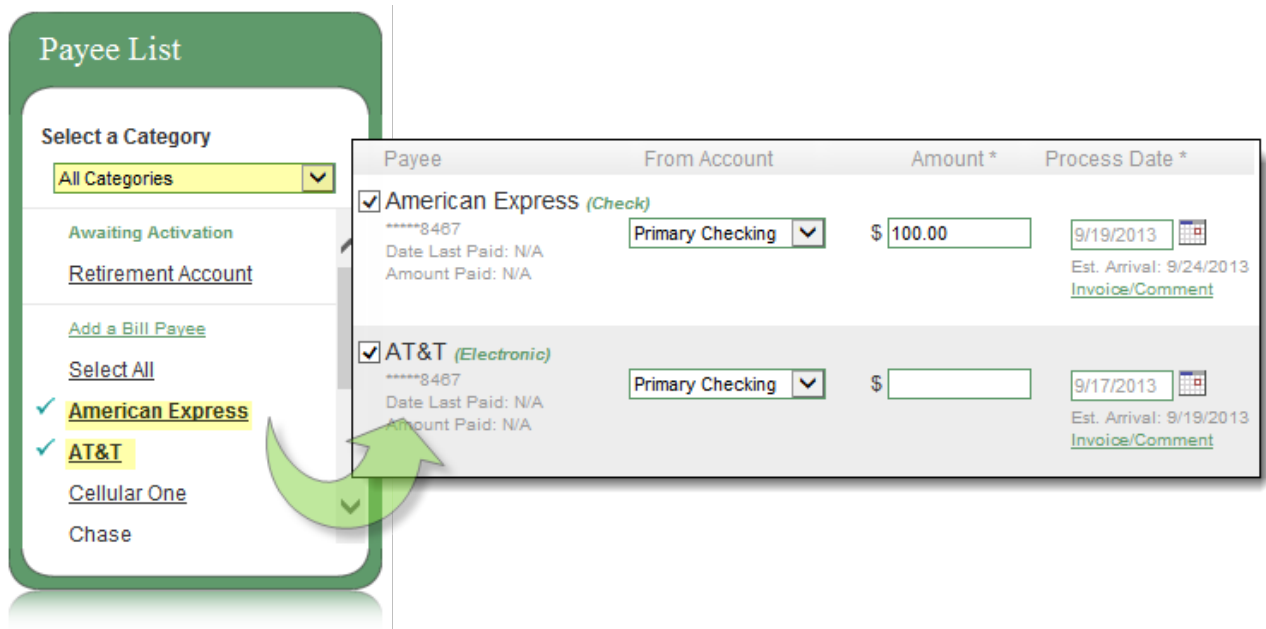 Payee List
Select a Category
All Categories
Awaiting Activation
Retirement Account
Add a Bill Payee
Select All
American Express
AT&T
Cellular One
Chase
Payee From Account Amount * Process Date *
American Express (Check)
*****8467
Date Last Paid: N/A
Amount Paid: N/A
Primary Checking
$ 100.00
9/19/2013
Est. Arrival: 9/24/2013
Invoice/Comment
AT&T (Electronic)
*****8467
Date Last Paid: N/A
Amount Paid: N/A
Primary Checking
$
9/17/2013
Est. Arrival: 9/19/2013
Invoice/Comment